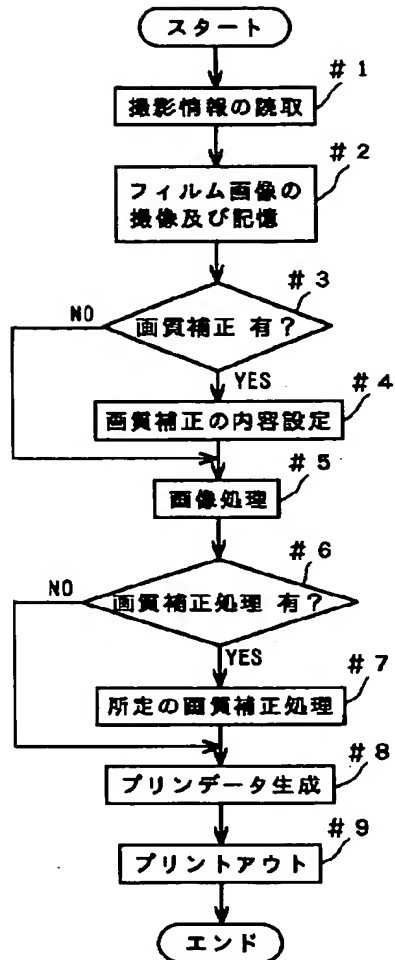 スタート
#1
撮影情報の読取
#2
フィルム画像の
撮像及び記憶
#3
NO
画質補正 有?
YES
#4
画質補正の内容設定
#5
画像処理
#6
NO
画質補正処理 有?
YES
#7
所定の画質補正処理
#8
プリンデータ生成
#9
プリントアウト
エンド